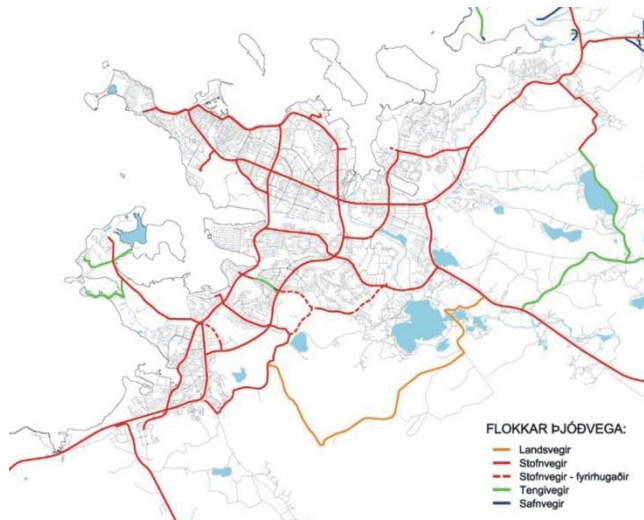 FLOKKAR ÞJÓÐVEGA:
Landsvegir
Stofnvegir
Stofnvegir - fyrirhugaðir
Tengivegir
Safnvegir